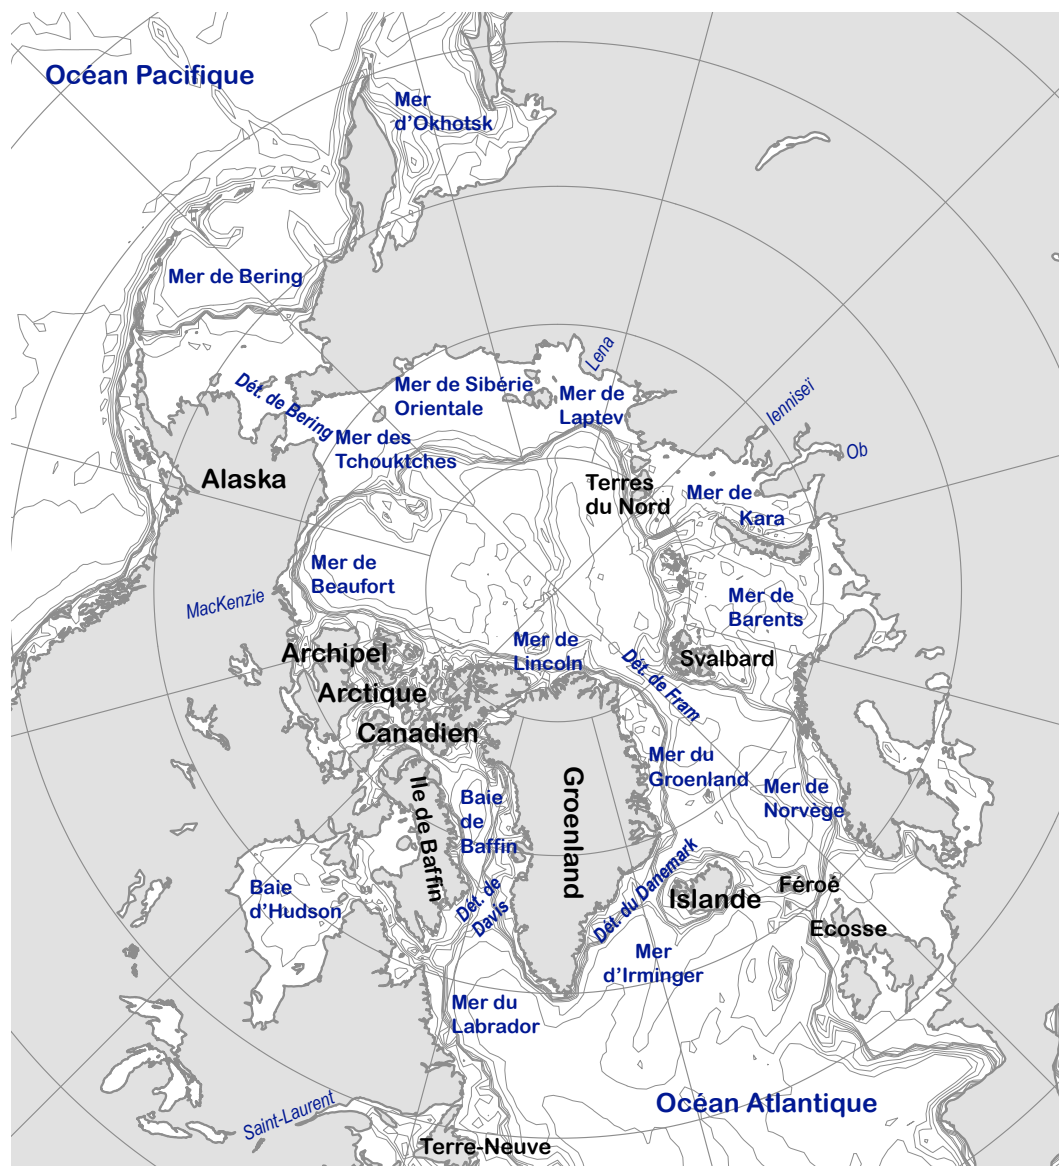 Océan Pacifique
Mer
d'Okhotsk
Mer de Bering
Dét. de Bering
Mer de Sibérie
Orientale
Lena
Mer de
Laptev
Ienniseï
Ob
Mer des
Tchouktches
Alaska
Terres
du Nord
Mer de
Kara
Mer de
Beaufort
MacKenzie
Mer de
Barents
Mer de
Lincoln
Svalbard
Dét. de Fram
Archipel
Arctique
Canadien
Mer du
Groenland
Mer de
Norvège
Ile de Baffin
Baie
de
Baffin
Groenland
Baie
d'Hudson
Dét. de
Davis
Dét. du Danemark
Islande
Féroé
Ecosse
Mer
d'Irminger
Mer du
Labrador
Océan Atlantique
Saint-Laurent
Terre-Neuve